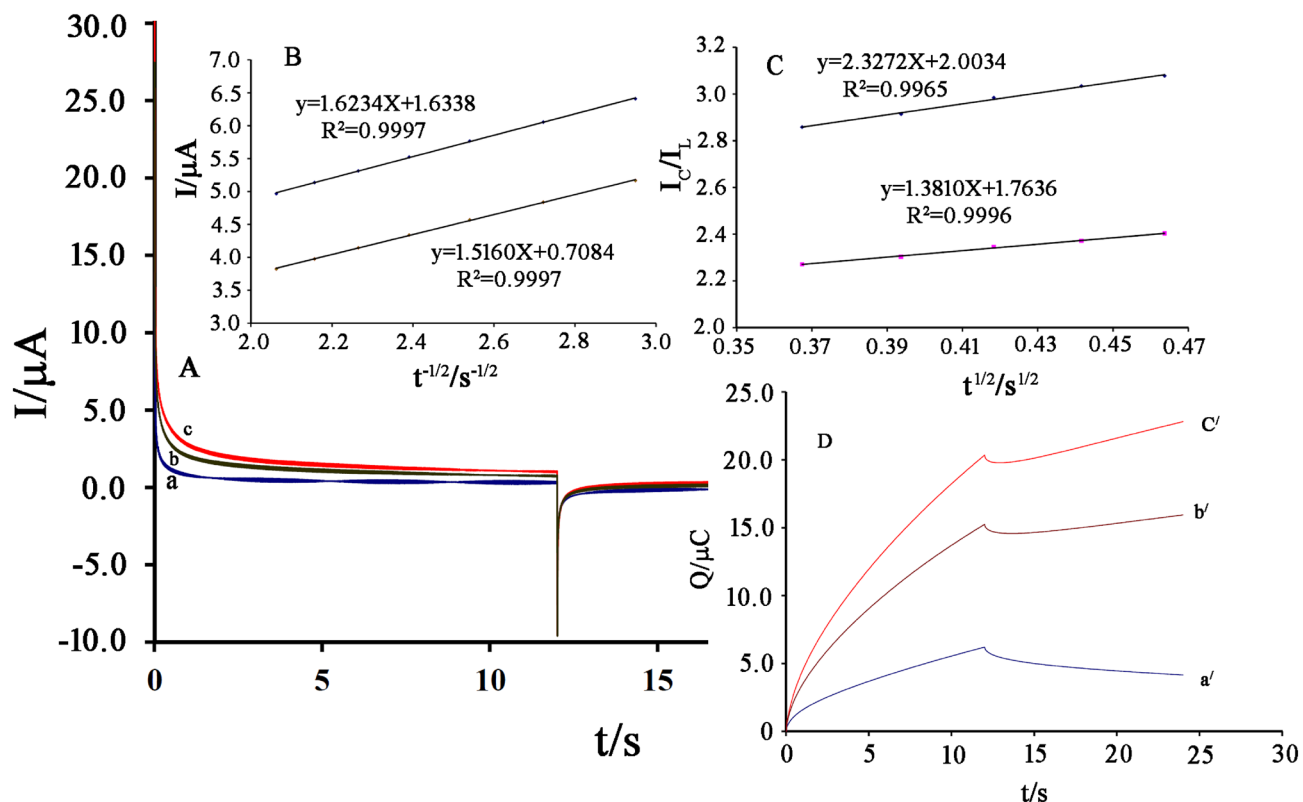 A
I/μA
30.0
25.0
20.0
15.0
10.0
5.0
0.0
-5.0
-10.0
c
b
a
0
5
10
15
t/s
B
I/μA
7.0
6.5
6.0
5.5
5.0
4.5
4.0
3.5
3.0
y=1.6234X+1.6338
R²=0.9997
y=1.5160X+0.7084
R²=0.9997
2.0
2.2
2.4
2.6
2.8
3.0
t⁻¹/²/s⁻¹/²
C
I_C/I_L
3.2
3.0
2.8
2.6
2.4
2.2
2.0
y=2.3272X+2.0034
R²=0.9965
y=1.3810X+1.7636
R²=0.9996
0.35
0.37
0.39
0.41
0.43
0.45
0.47
t¹/²/s¹/²
D
Q/μC
25.0
20.0
15.0
10.0
5.0
0
C/
b/
a/
0
5
10
15
20
25
30
t/s